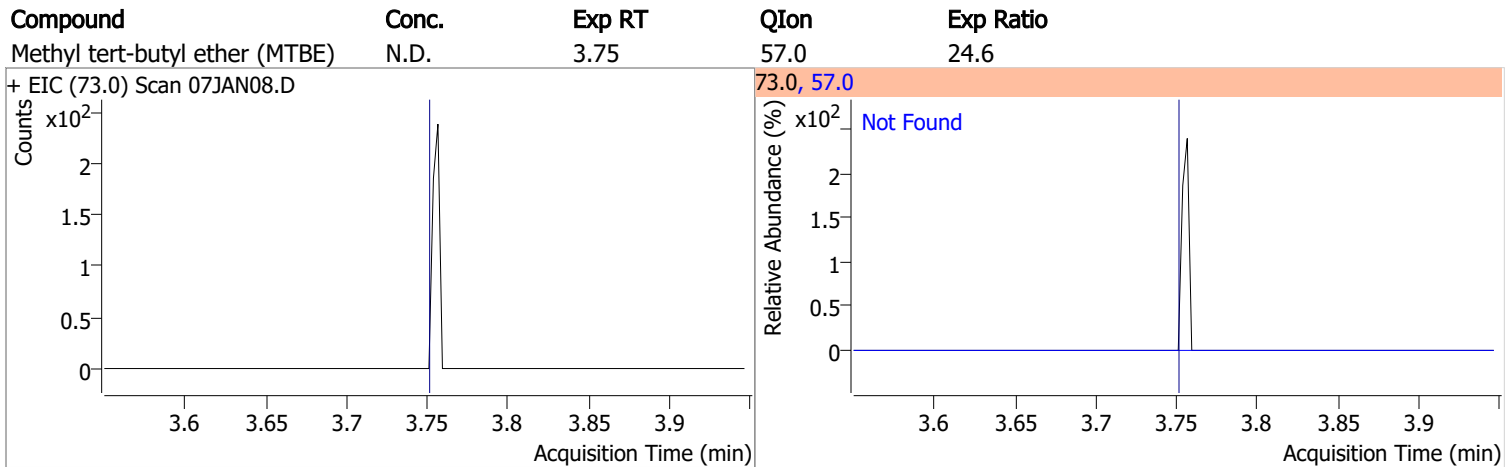 Compound Conc. Exp RT QIon Exp Ratio
Methyl tert-butyl ether (MTBE) N.D. 3.75 57.0 24.6
+ EIC (73.0) Scan 07JAN08.D
Counts
x10²
2
1.5
1
0.5
0
3.6 3.65 3.7 3.75 3.8 3.85 3.9
Acquisition Time (min)
73.0, 57.0
Relative Abundance (%)
x10²
Not Found
2
1.5
1
0.5
0
3.6 3.65 3.7 3.75 3.8 3.85 3.9
Acquisition Time (min)